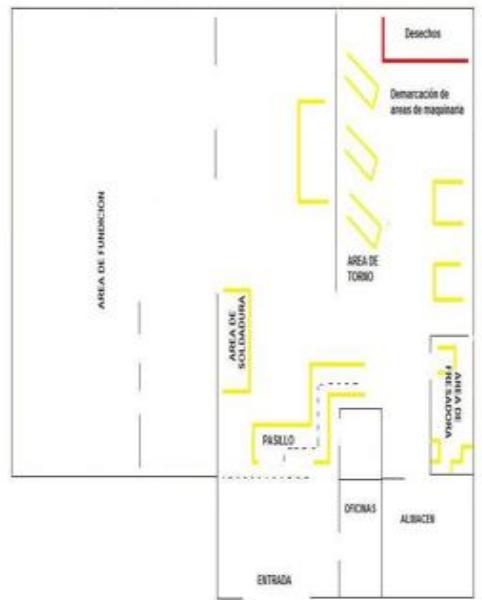 Desechos
Demarcación de
areas de maquinaria
AREA DE FUNDICION
AREA DE
TORNO
AREA DE
SOLDADURA
AREA DE
FRESADORA
PASILLO
OFICINAS
ALMACEN
ENTRADA